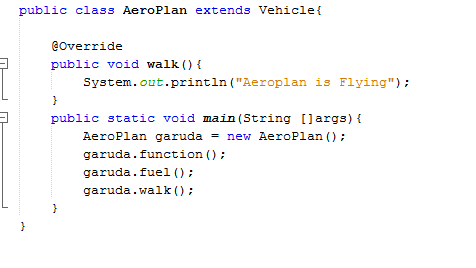 public class AeroPlan extends Vehicle{
@Override
public void walk(){
System.out.println("Aeroplan is Flying");
}
public static void main(String []args){
AeroPlan garuda = new AeroPlan();
garuda.function();
garuda.fuel();
garuda.walk();
}
}